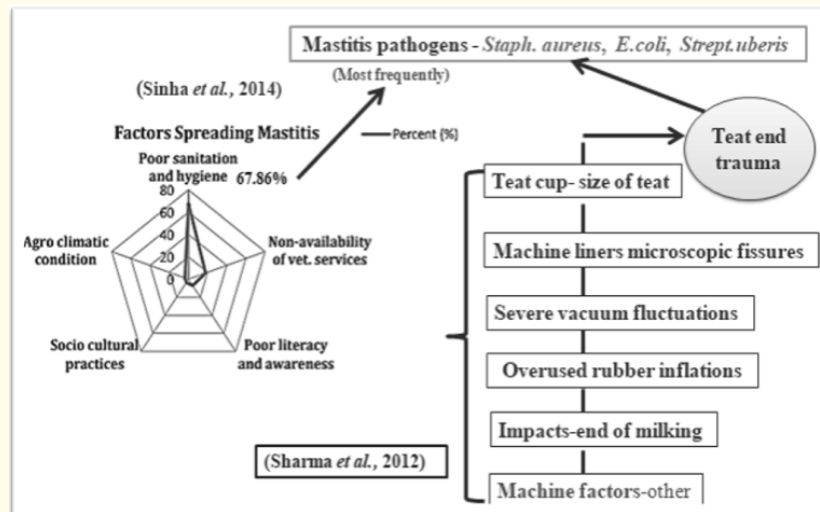 Mastitis pathogens - Staph. aureus, E.coli, Strept.uberis
(Most frequently)
(Sinha et al., 2014)
Factors Spreading Mastitis
Percent (%)
Poor sanitation
and hygiene 67.86%
80
60
40
20
0
Agro climatic
condition
Non-availability
of vet. services
Socio cultural
practices
Poor literacy
and awareness
Teat end
trauma
Teat cup- size of teat
Machine liners microscopic fissures
Severe vacuum fluctuations
Overused rubber inflations
Impacts-end of milking
Machine factors-other
(Sharma et al., 2012)